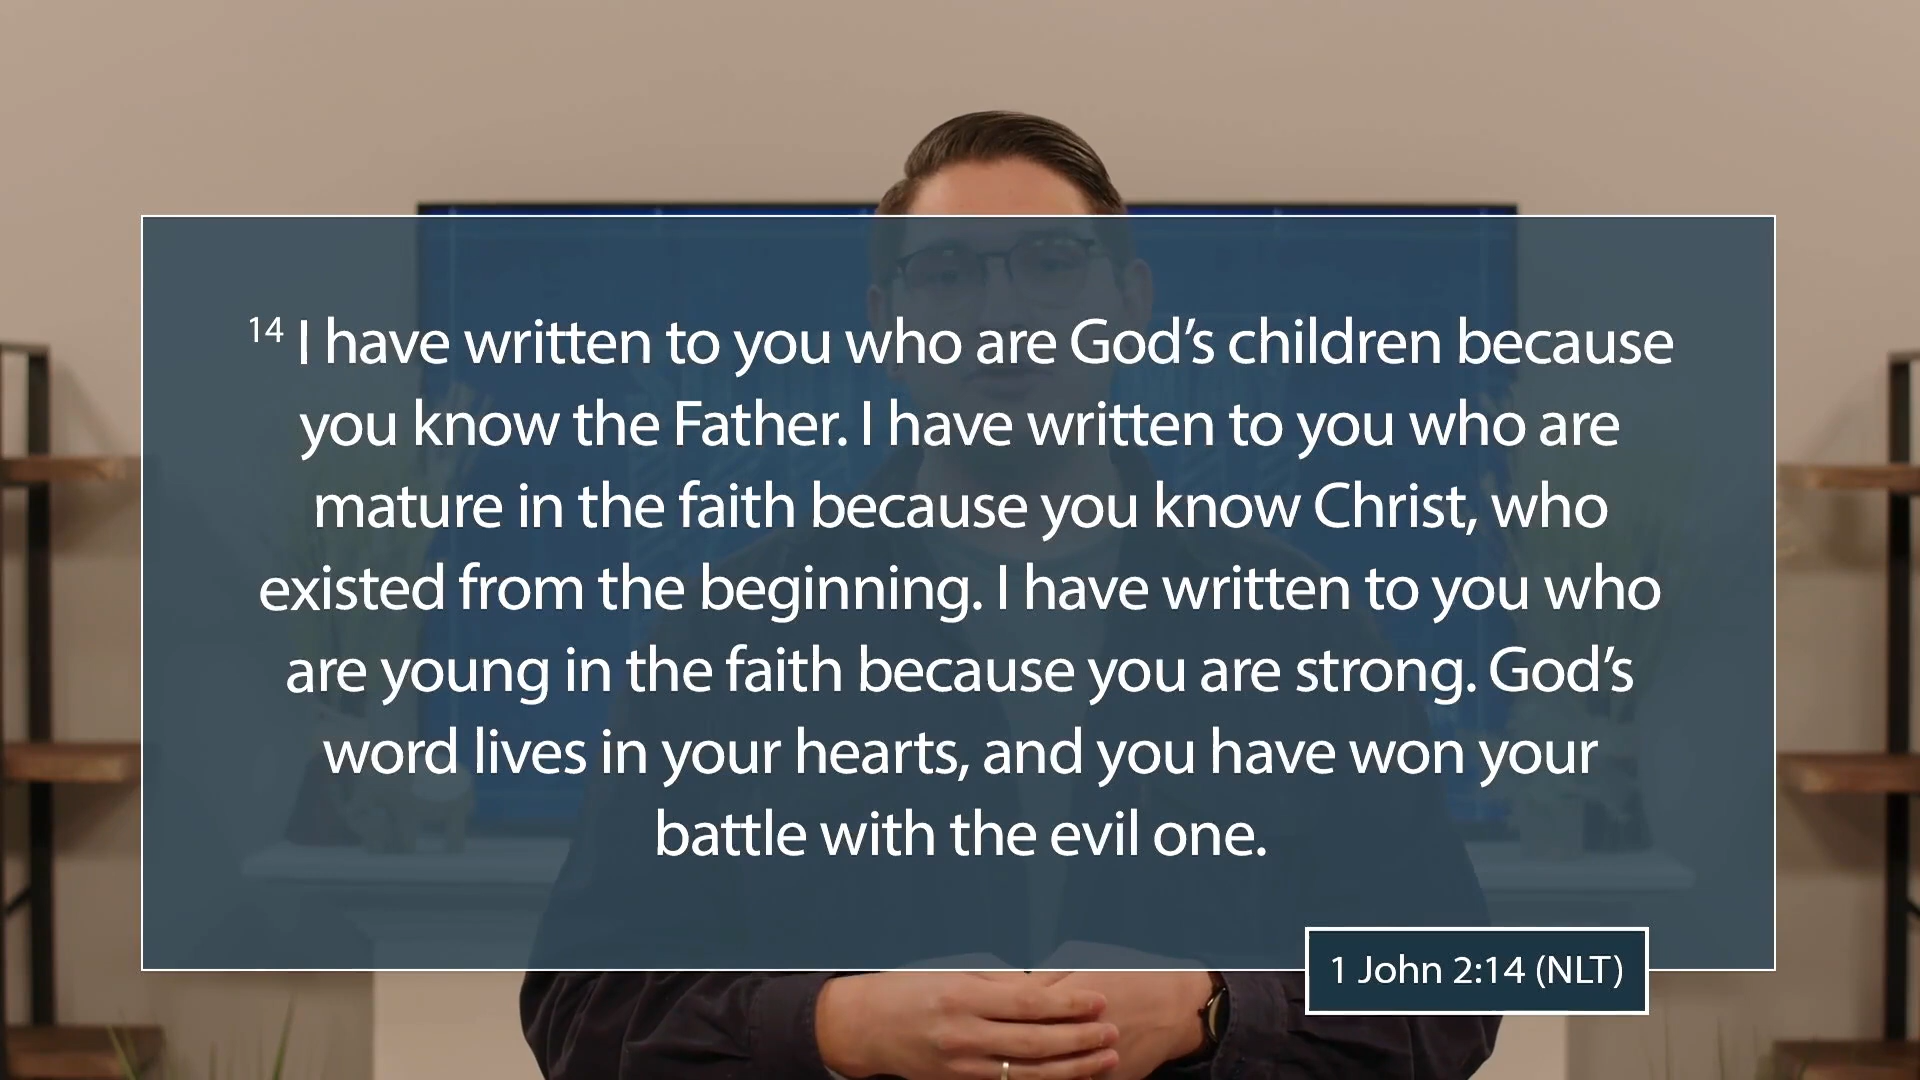 14 I have written to you who are God’s children because
you know the Father. I have written to you who are
mature in the faith because you know Christ, who
existed from the beginning. I have written to you who
are young in the faith because you are strong. God’s
word lives in your hearts, and you have won your
battle with the evil one.
1 John 2:14 (NLT)